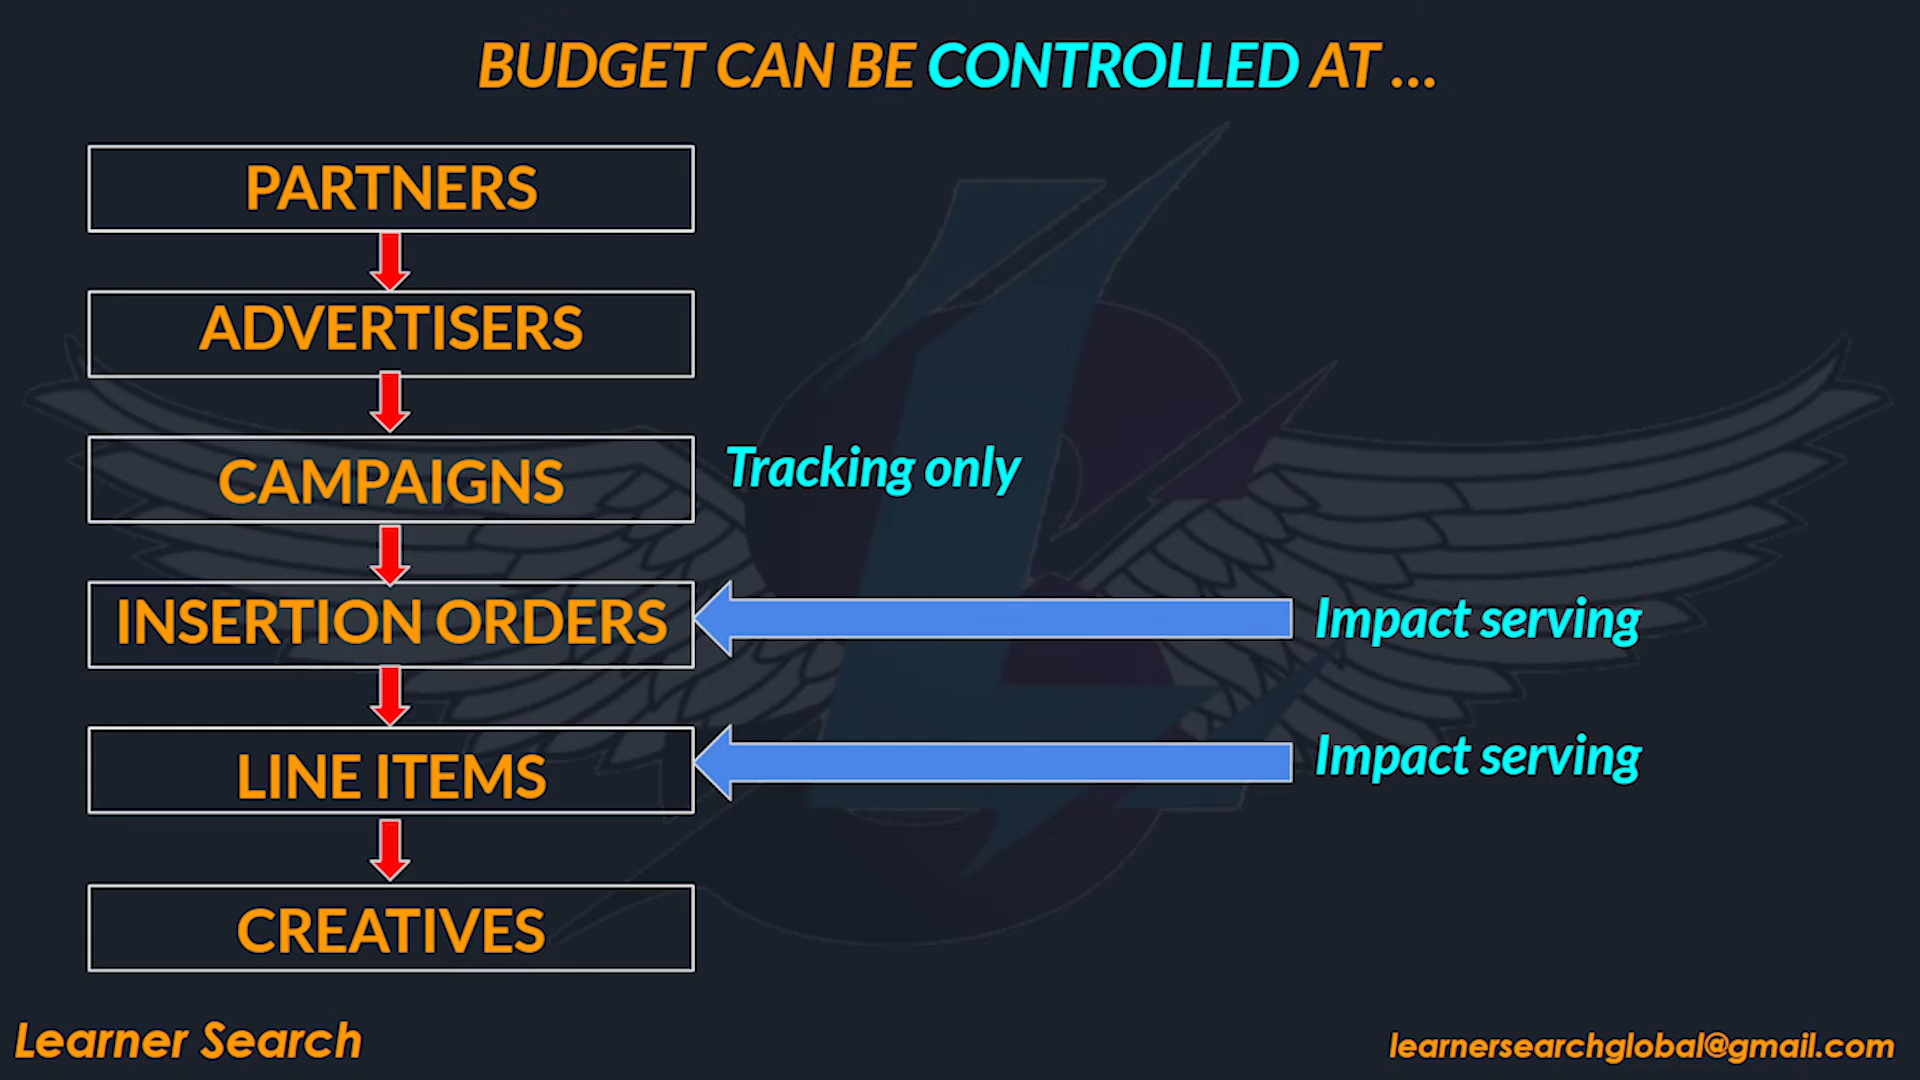 BUDGET CAN BE CONTROLLED AT ...
PARTNERS
ADVERTISERS
CAMPAIGNS
Tracking only
INSERTION ORDERS
Impact serving
LINE ITEMS
Impact serving
CREATIVES
Learner Search
learnersearchglobal@gmail.com